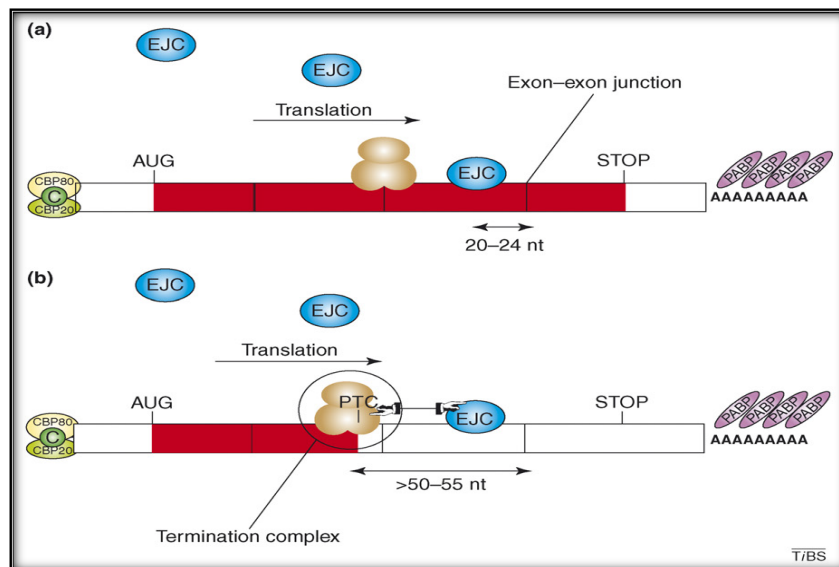 (a)
EJC
EJC
Translation
Exon–exon junction
AUG
STOP
CBP80
C
CBP20
EJC
PABP PABP PABP PABP
AAAAAAAAA
20–24 nt
(b)
EJC
EJC
Translation
AUG
PTC
STOP
CBP80
C
CBP20
EJC
PABP PABP PABP PABP
AAAAAAAAA
>50–55 nt
Termination complex
TiBS